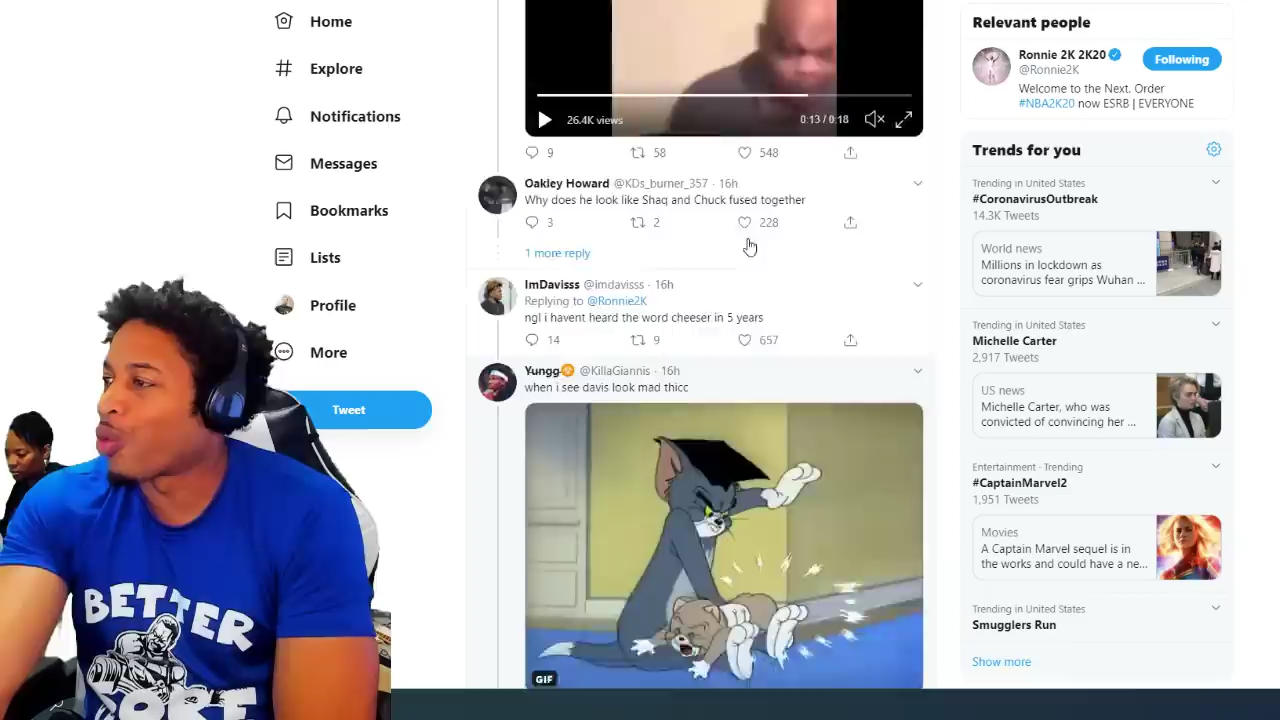 Home
Explore
Notifications
Messages
Bookmarks
Lists
Profile
More
Tweet
BETTER
26.4K views
0:13 / 0:18
9 58 548
Oakley Howard @KDs_burner_357 · 16h
Why does he look like Shaq and Chuck fused together
3 2 228
1 more reply
ImDavisss @imdavisss · 16h
Replying to @Ronnie2K
ngl i havent heard the word cheeser in 5 years
14 9 657
Yungg @KillaGiannis · 16h
when i see davis look mad thicc
GIF
Relevant people
Ronnie 2K 2K20
@Ronnie2K
Following
Welcome to the Next. Order
#NBA2K20 now ESRB | EVERYONE
Trends for you
Trending in United States
#CoronavirusOutbreak
14.3K Tweets
World news
Millions in lockdown as
coronavirus fear grips Wuhan ...
Trending in United States
Michelle Carter
2,917 Tweets
US news
Michelle Carter, who was
convicted of convincing her ...
Entertainment · Trending
#CaptainMarvel2
1,951 Tweets
Movies
A Captain Marvel sequel is in
the works and could have a ne...
Trending in United States
Smugglers Run
Show more